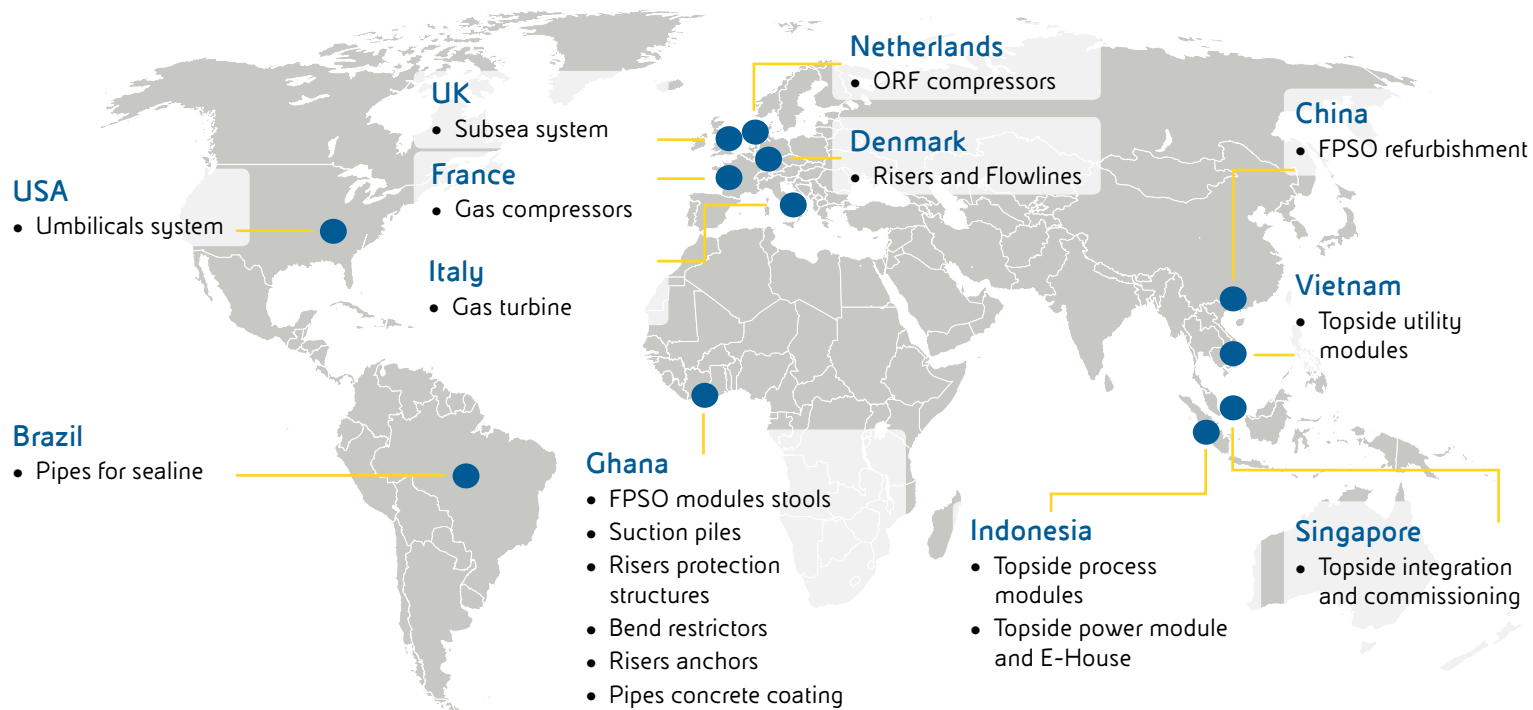 Netherlands
• ORF compressors
UK
• Subsea system
China
• FPSO refurbishment
Denmark
• Risers and Flowlines
France
• Gas compressors
USA
• Umbilicals system
Italy
• Gas turbine
Vietnam
• Topside utility
modules
Brazil
• Pipes for sealine
Ghana
• FPSO modules stools
• Suction piles
• Risers protection
structures
• Bend restrictors
• Risers anchors
• Pipes concrete coating
Indonesia
• Topside process
modules
• Topside power module
and E-House
Singapore
• Topside integration
and commissioning